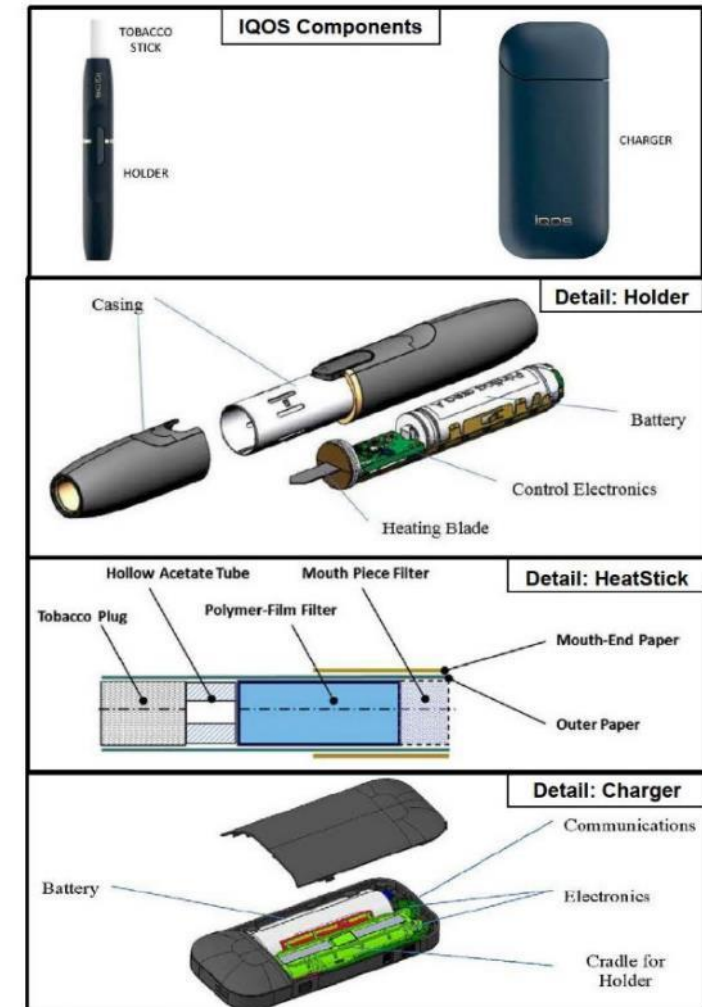 IQOS Components
TOBACCO
STICK
HOLDER
CHARGER
IQOS
Detail: Holder
Casing
Printing area A
Battery
Control Electronics
Heating Blade
Detail: HeatStick
Hollow Acetate Tube
Mouth Piece Filter
Tobacco Plug
Polymer-Film Filter
Mouth-End Paper
Outer Paper
Detail: Charger
Communications
Battery
Electronics
Cradle for
Holder